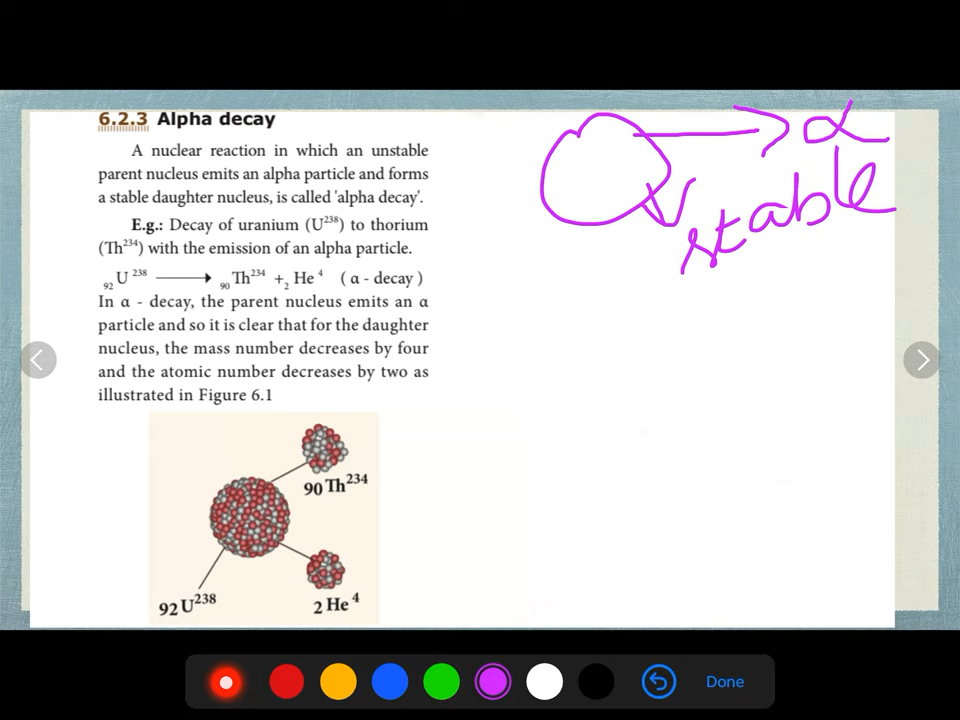 6.2.3 Alpha decay
A nuclear reaction in which an unstable
parent nucleus emits an alpha particle and forms
a stable daughter nucleus, is called 'alpha decay'.
E.g.: Decay of uranium (U²³⁸) to thorium
(Th²³⁴) with the emission of an alpha particle.
₉₂U²³⁸ ⟶ ₉₀Th²³⁴ + ₂He⁴ ( α - decay )
In α - decay, the parent nucleus emits an α
particle and so it is clear that for the daughter
nucleus, the mass number decreases by four
and the atomic number decreases by two as
illustrated in Figure 6.1
90 Th²³⁴
92 U²³⁸
2 He⁴
α
stable
Done